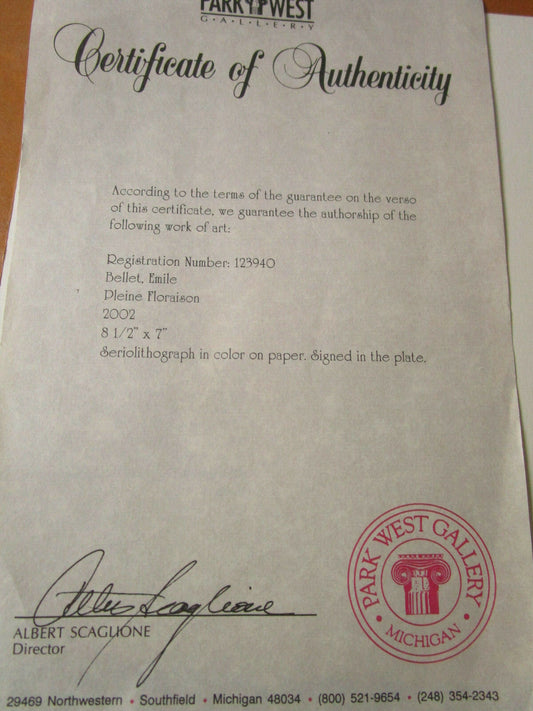 PARK WEST
G·A·L·L·E·R·Y
Certificate of Authenticity
According to the terms of the guarantee on the verso
of this certificate, we guarantee the authorship of the
following work of art:
Registration Number: 123940
Bellet, Emile
Pleine Floraison
2002
8 1/2" x 7"
Seriolithograph in color on paper. Signed in the plate.
Albert Scaglione
ALBERT SCAGLIONE
Director
PARK WEST GALLERY
• MICHIGAN •
29469 Northwestern • Southfield • Michigan 48034 • (800) 521-9654 • (248) 354-2343